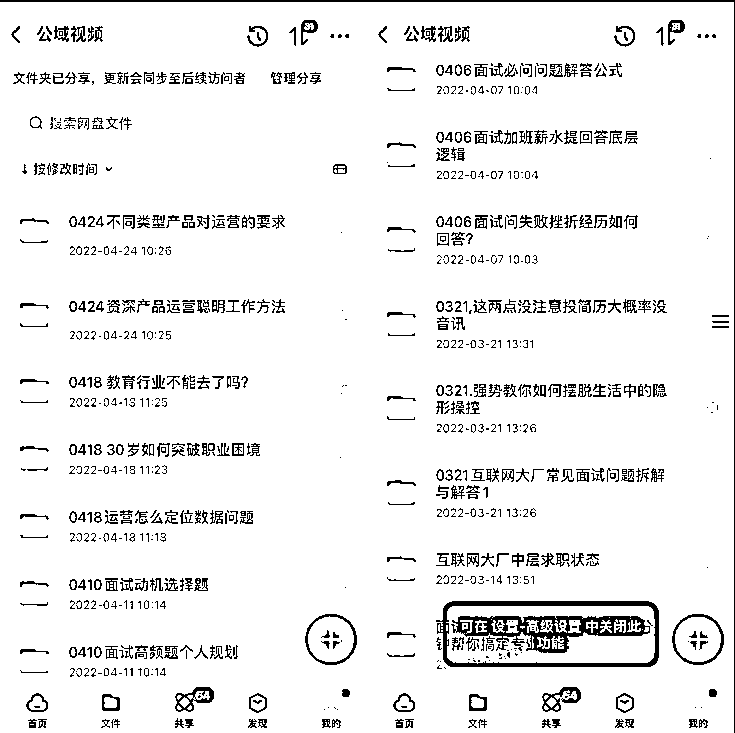 公域视频
31
文件夹已分享，更新会同步至后续访问者 管理分享
搜索网盘文件
按修改时间
0424不同类型产品对运营的要求
2022-04-24 10:26
0424资深产品运营聪明工作方法
2022-04-24 10:25
0418 教育行业不能去了吗?
2022-04-18 11:25
0418 30岁如何突破职业困境
2022-04-18 11:23
0418运营怎么定位数据问题
2022-04-18 11:18
0410面试动机选择题
2022-04-11 10:14
0410面试高频题个人规划
2022-04-11 10:14
64
首页 文件 共享 发现 我的
公域视频
0406面试必问问题解答公式
2022-04-07 10:04
0406面试加班薪水提回答底层
逻辑
2022-04-07 10:04
0406面试问失败挫折经历如何
回答?
2022-04-07 10:03
0321,这两点没注意投简历大概率没
音讯
2022-03-21 13:31
0321.强势教你如何摆脱生活中的隐
形操控
2022-03-21 13:26
0321互联网大厂常见面试问题拆解
与解答1
2022-03-21 13:26
互联网大厂中层求职状态
2022-03-14 13:51
可在 设置-高级设置 中关闭此
功能
钟帮你搞定专业
64
首页 文件 共享 发现 我的